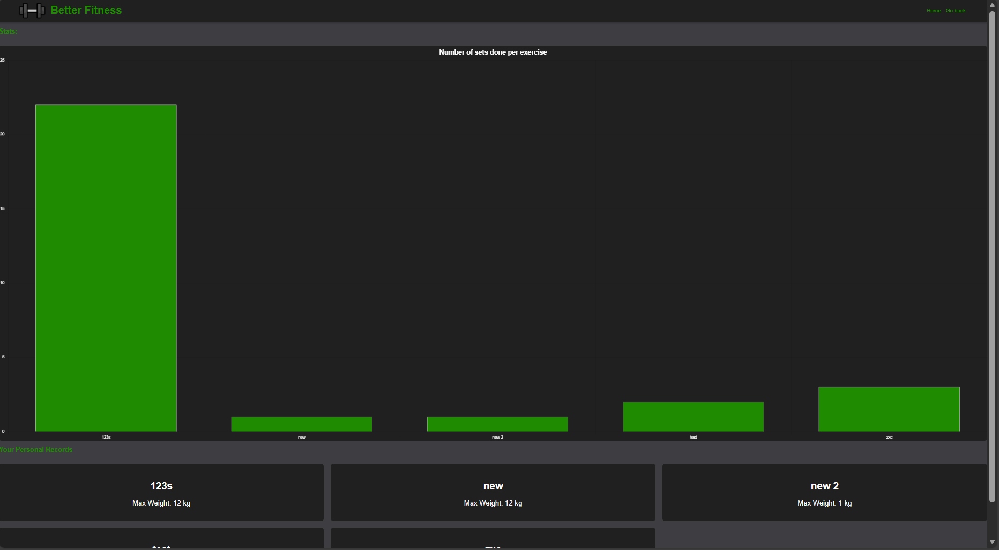 Better Fitness
Home Go back
Stats:
Number of sets done per exercise
25
20
15
10
5
0
123s new new 2 test zxc
Your Personal Records
123s
Max Weight: 12 kg
new
Max Weight: 12 kg
new 2
Max Weight: 1 kg
test